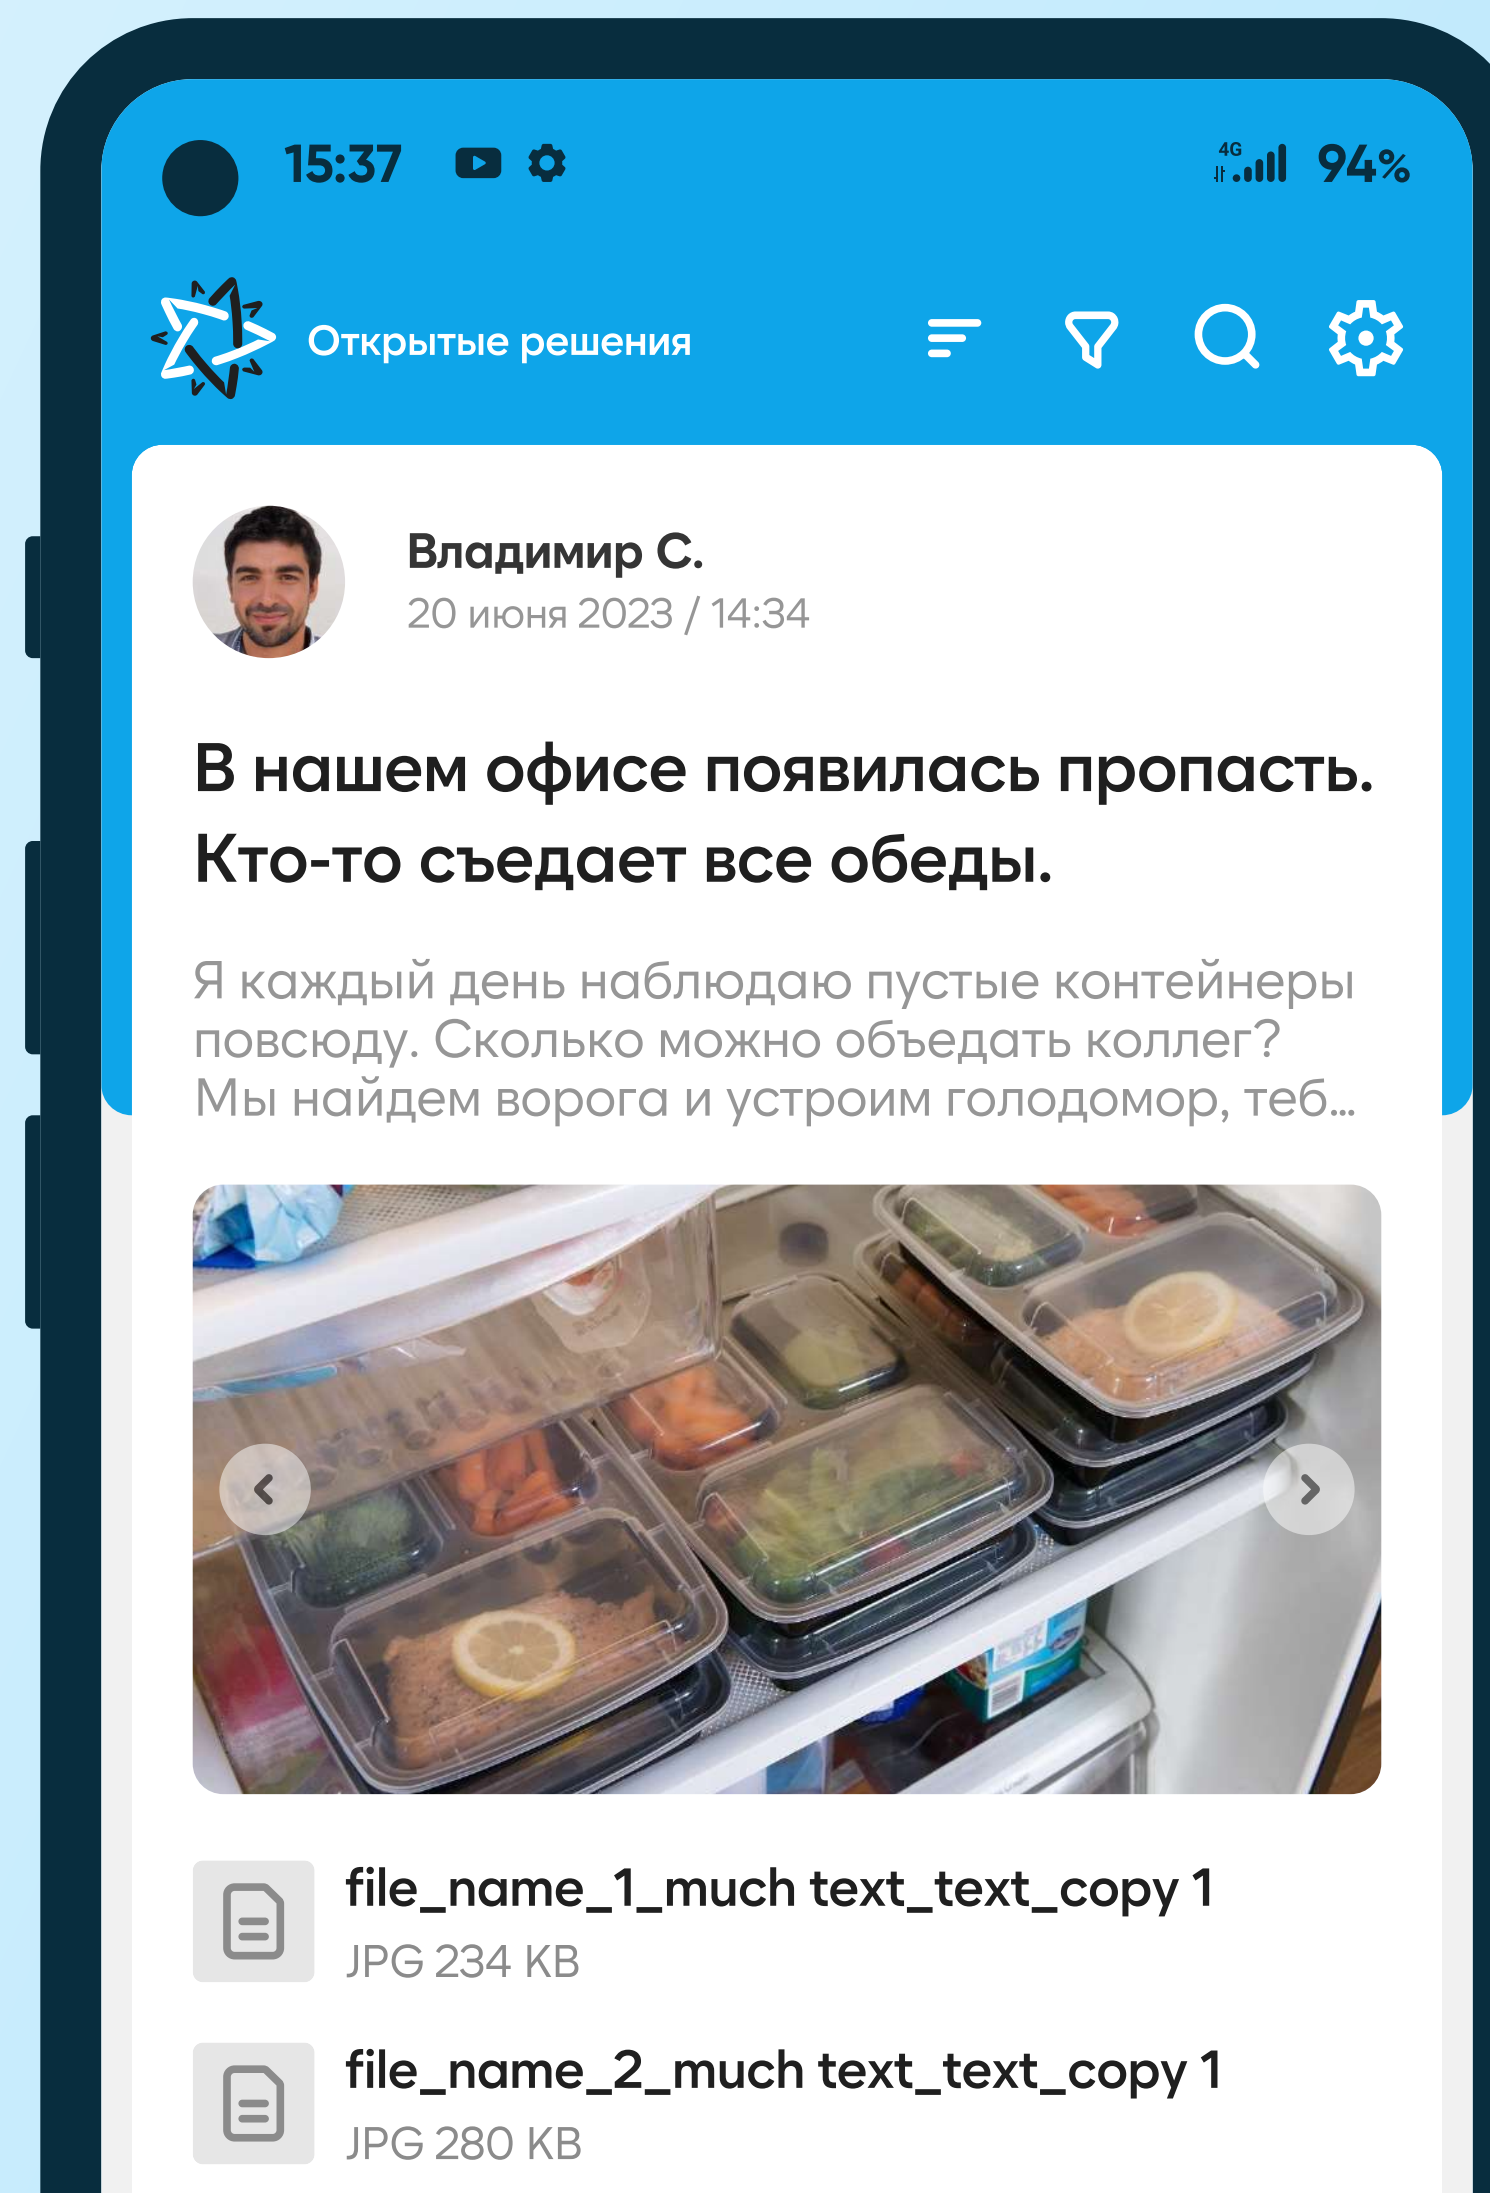 15:37
4G
94%
Открытые решения
Владимир С.
20 июня 2023 / 14:34
В нашем офисе появилась пропасть.
Кто-то съедает все обеды.
Я каждый день наблюдаю пустые контейнеры
повсюду. Сколько можно объедать коллег?
Мы найдем ворога и устроим голодомор, теб...
file_name_1_much text_text_copy 1
JPG 234 KB
file_name_2_much text_text_copy 1
JPG 280 KB